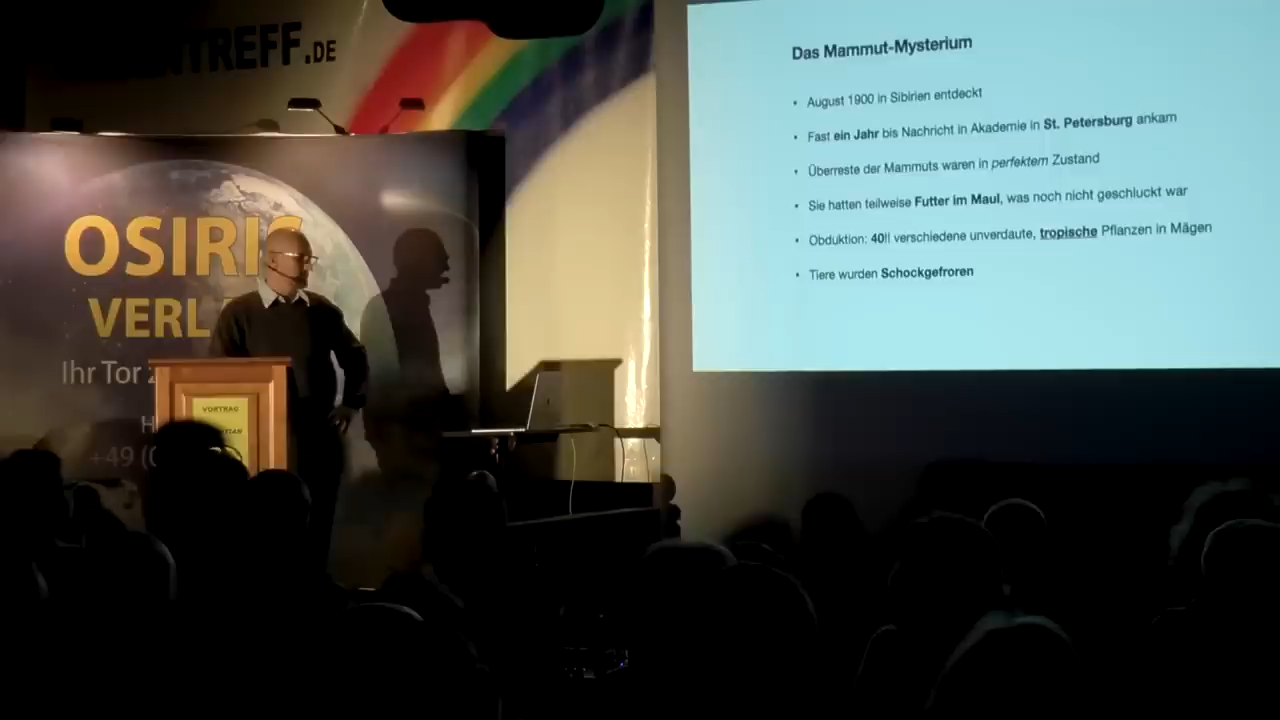 TREFF.DE
OSIRIS
VERL
Ihr Tor
+49 (0
VORTRAG
Das Mammut-Mysterium
• August 1900 in Sibirien entdeckt
• Fast ein Jahr bis Nachricht in Akademie in St. Petersburg ankam
• Überreste der Mammuts waren in perfektem Zustand
• Sie hatten teilweise Futter im Maul, was noch nicht geschluckt war
• Obduktion: 40!! verschiedene unverdaute, tropische Pflanzen in Mägen
• Tiere wurden Schockgefroren